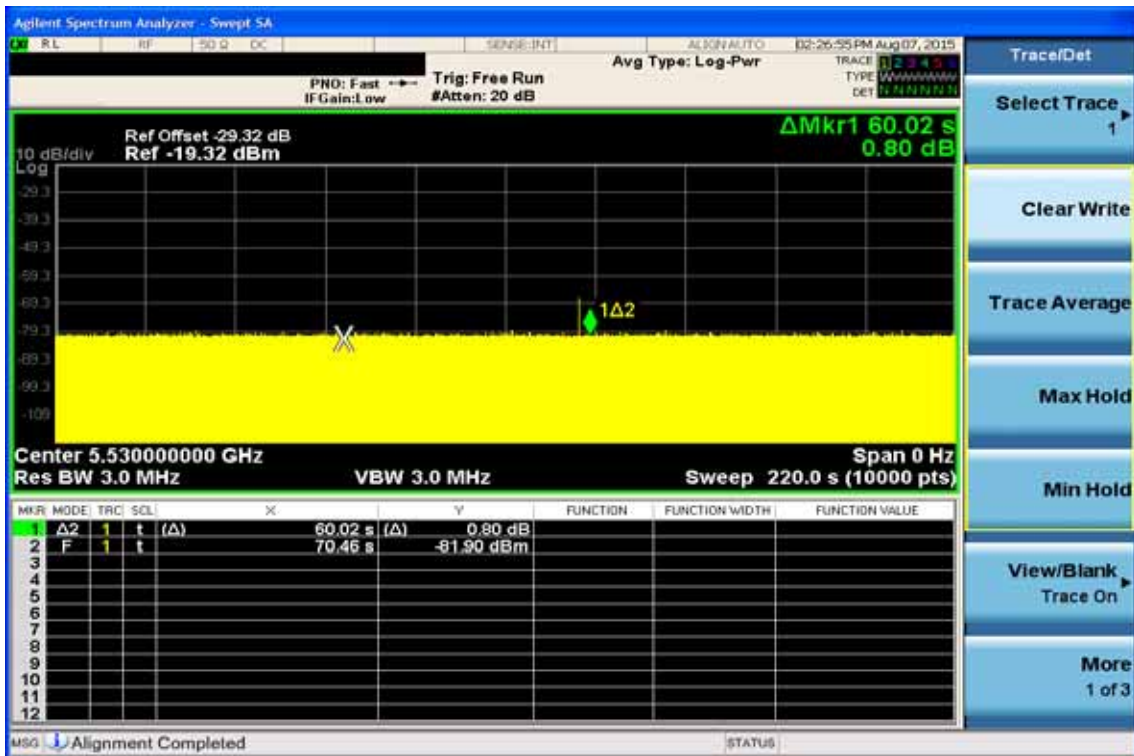 Agilent Spectrum Analyzer - Swept SA
LXI RL RF 50 Ω DC SENSE:INT ALIGN AUTO 02:26:55 PM Aug 07, 2015
Avg Type: Log-Pwr
TRACE 1 2 3 4 5 6
TYPE WWWWWW
DET N N N N N N
PNO: Fast
IFGain:Low
Trig: Free Run
#Atten: 20 dB
ΔMkr1 60.02 s
0.80 dB
Ref Offset -29.32 dB
10 dB/div Ref -19.32 dBm
Log
-29.3
-39.3
-49.3
-59.3
-69.3
-79.3
-89.3
-99.3
-109
1Δ2
X
Center 5.530000000 GHz Span 0 Hz
Res BW 3.0 MHz VBW 3.0 MHz Sweep 220.0 s (10000 pts)
MKR MODE TRC SCL X Y FUNCTION FUNCTION WIDTH FUNCTION VALUE
1 Δ2 1 t (Δ) 60.02 s (Δ) 0.80 dB
2 F 1 t 70.46 s -81.90 dBm
3
4
5
6
7
8
9
10
11
12
MSG Alignment Completed STATUS
Trace/Det
Select Trace
1
Clear Write
Trace Average
Max Hold
Min Hold
View/Blank
Trace On
More
1 of 3